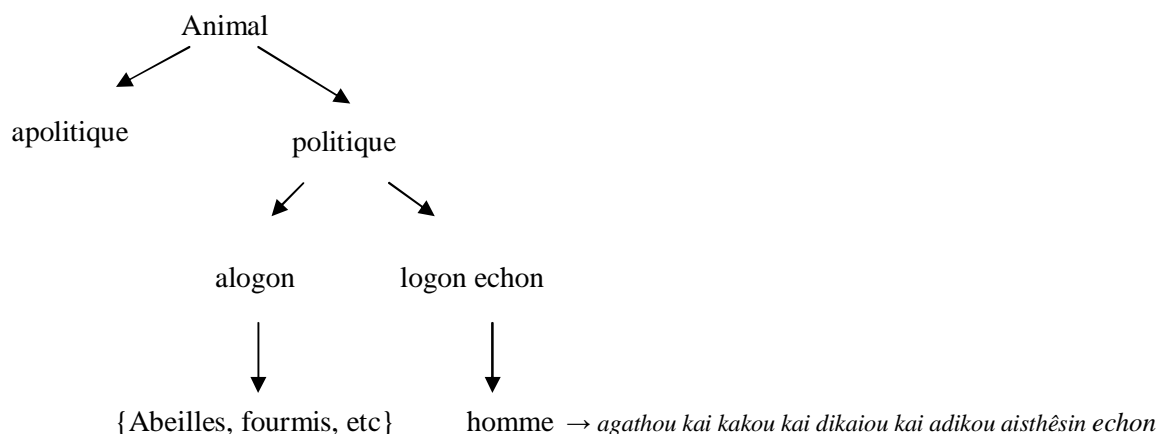 Animal
apolitique
politique
alogon logon echon
{Abeilles, fourmis, etc} homme → agathou kai kakou kai dikaiou kai adikou aisthêsin echon